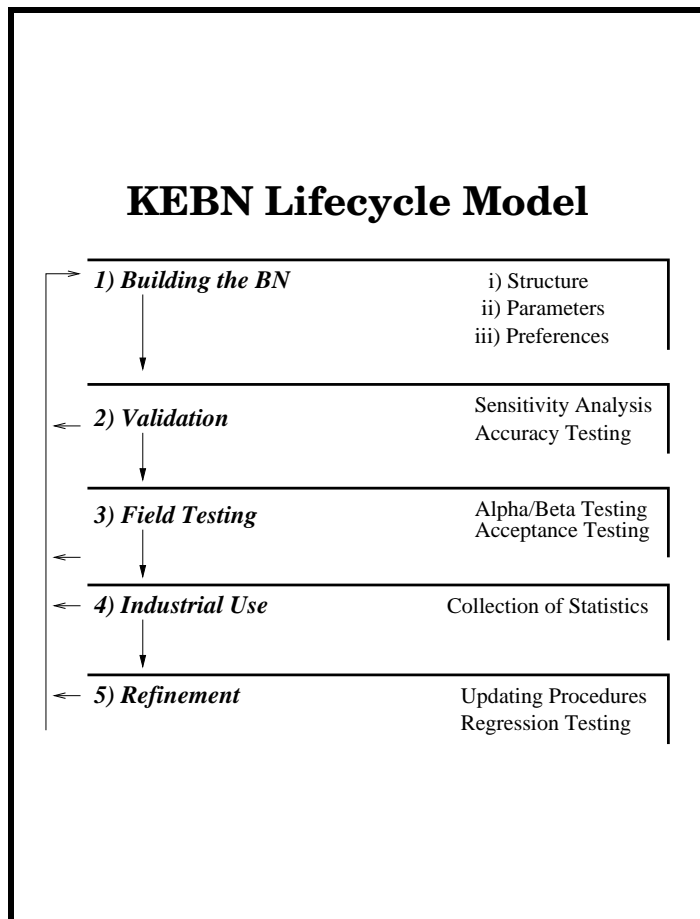 KEBN Lifecycle Model
1) Building the BN
i) Structure
ii) Parameters
iii) Preferences
2) Validation
Sensitivity Analysis
Accuracy Testing
3) Field Testing
Alpha/Beta Testing
Acceptance Testing
4) Industrial Use
Collection of Statistics
5) Refinement
Updating Procedures
Regression Testing